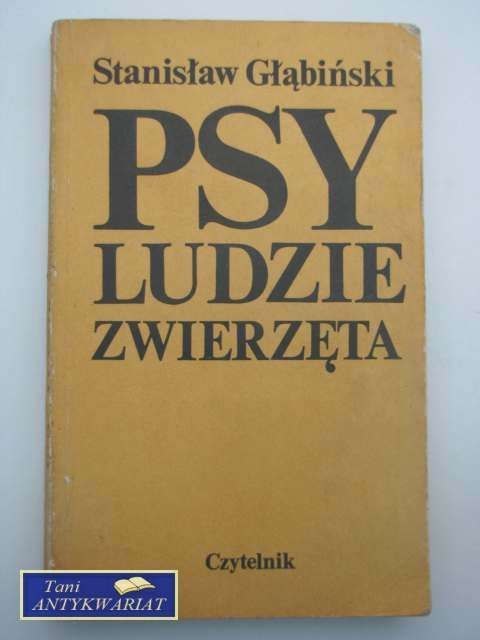 Stanisław Głąbiński
PSY
LUDZIE
ZWIERZĘTA
Czytelnik
Tani
ANTYKWARIAT